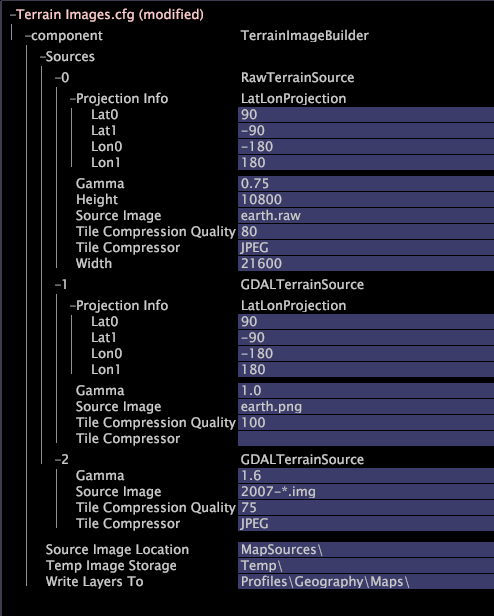 −Terrain Images.cfg (modified)
−component TerrainImageBuilder
−Sources
−0 RawTerrainSource
−Projection Info LatLonProjection
Lat0 90
Lat1 −90
Lon0 −180
Lon1 180
Gamma 0.75
Height 10800
Source Image earth.raw
Tile Compression Quality 80
Tile Compressor JPEG
Width 21600
−1 GDALTerrainSource
−Projection Info LatLonProjection
Lat0 90
Lat1 −90
Lon0 −180
Lon1 180
Gamma 1.0
Source Image earth.png
Tile Compression Quality 100
Tile Compressor
−2 GDALTerrainSource
Gamma 1.6
Source Image 2007−*.img
Tile Compression Quality 75
Tile Compressor JPEG
Source Image Location MapSources\
Temp Image Storage Temp\
Write Layers To Profiles\Geography\Maps\